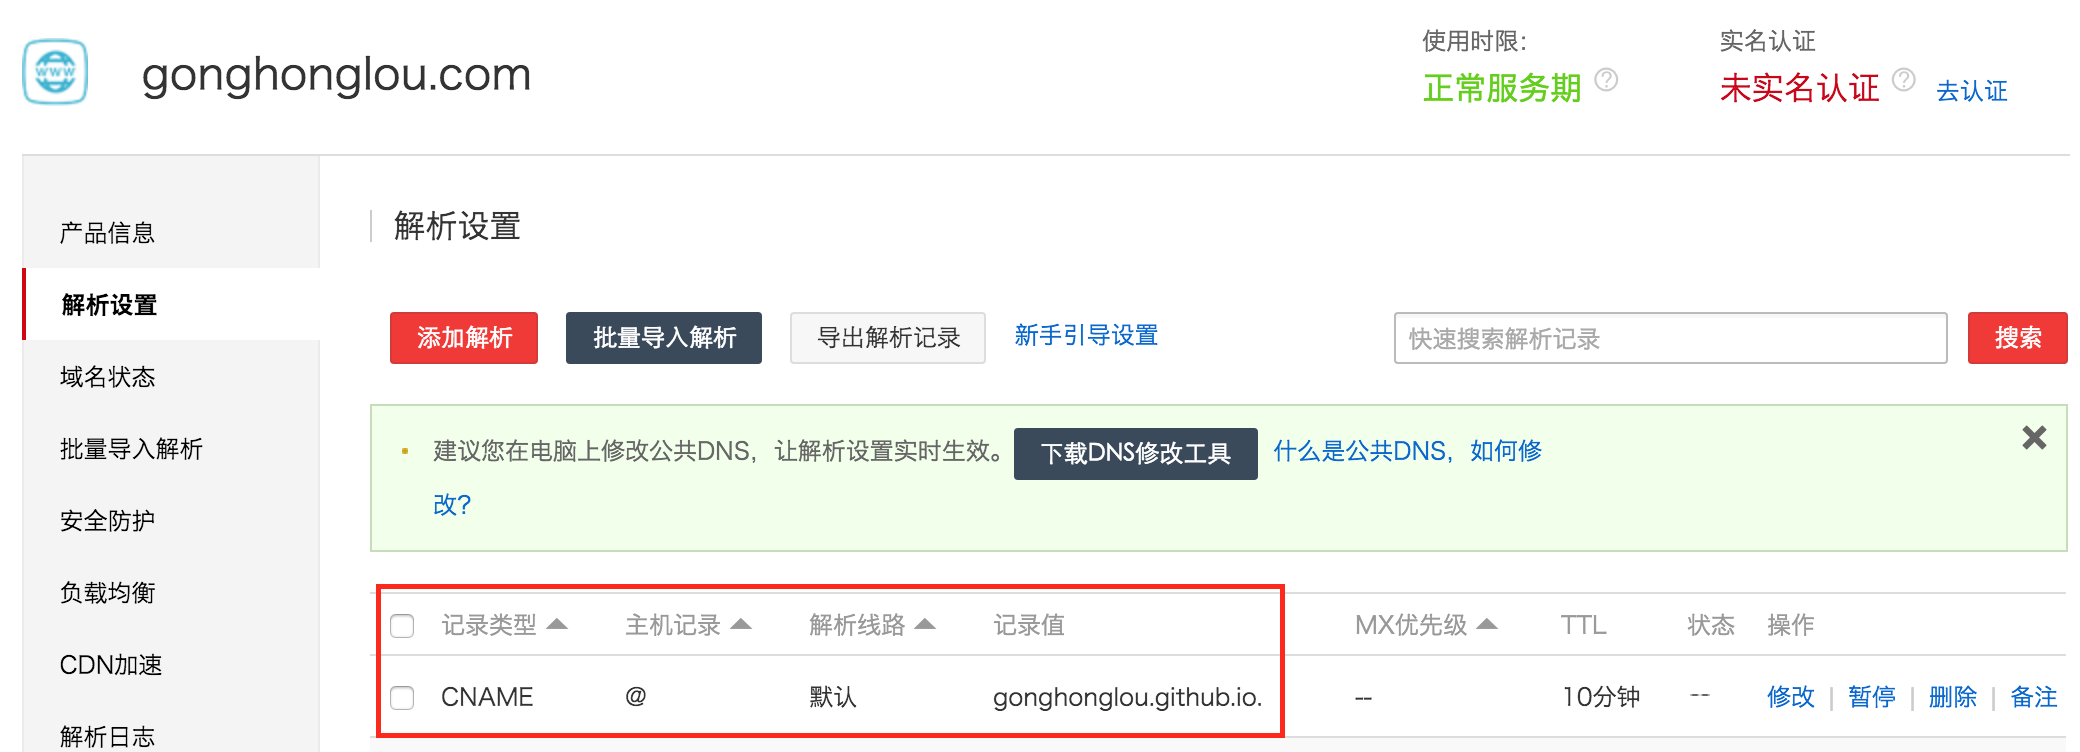 www
gonghonglou.com
使用时限:
正常服务期 ?
实名认证
未实名认证 ? 去认证
产品信息
解析设置
域名状态
批量导入解析
安全防护
负载均衡
CDN加速
解析日志
解析设置
添加解析 批量导入解析 导出解析记录 新手引导设置 快速搜索解析记录 搜索
建议您在电脑上修改公共DNS，让解析设置实时生效。 下载DNS修改工具 什么是公共DNS，如何修
改?
记录类型 主机记录 解析线路 记录值 MX优先级 TTL 状态 操作
CNAME @ 默认 gonghonglou.github.io. -- 10分钟 -- 修改 | 暂停 | 删除 | 备注